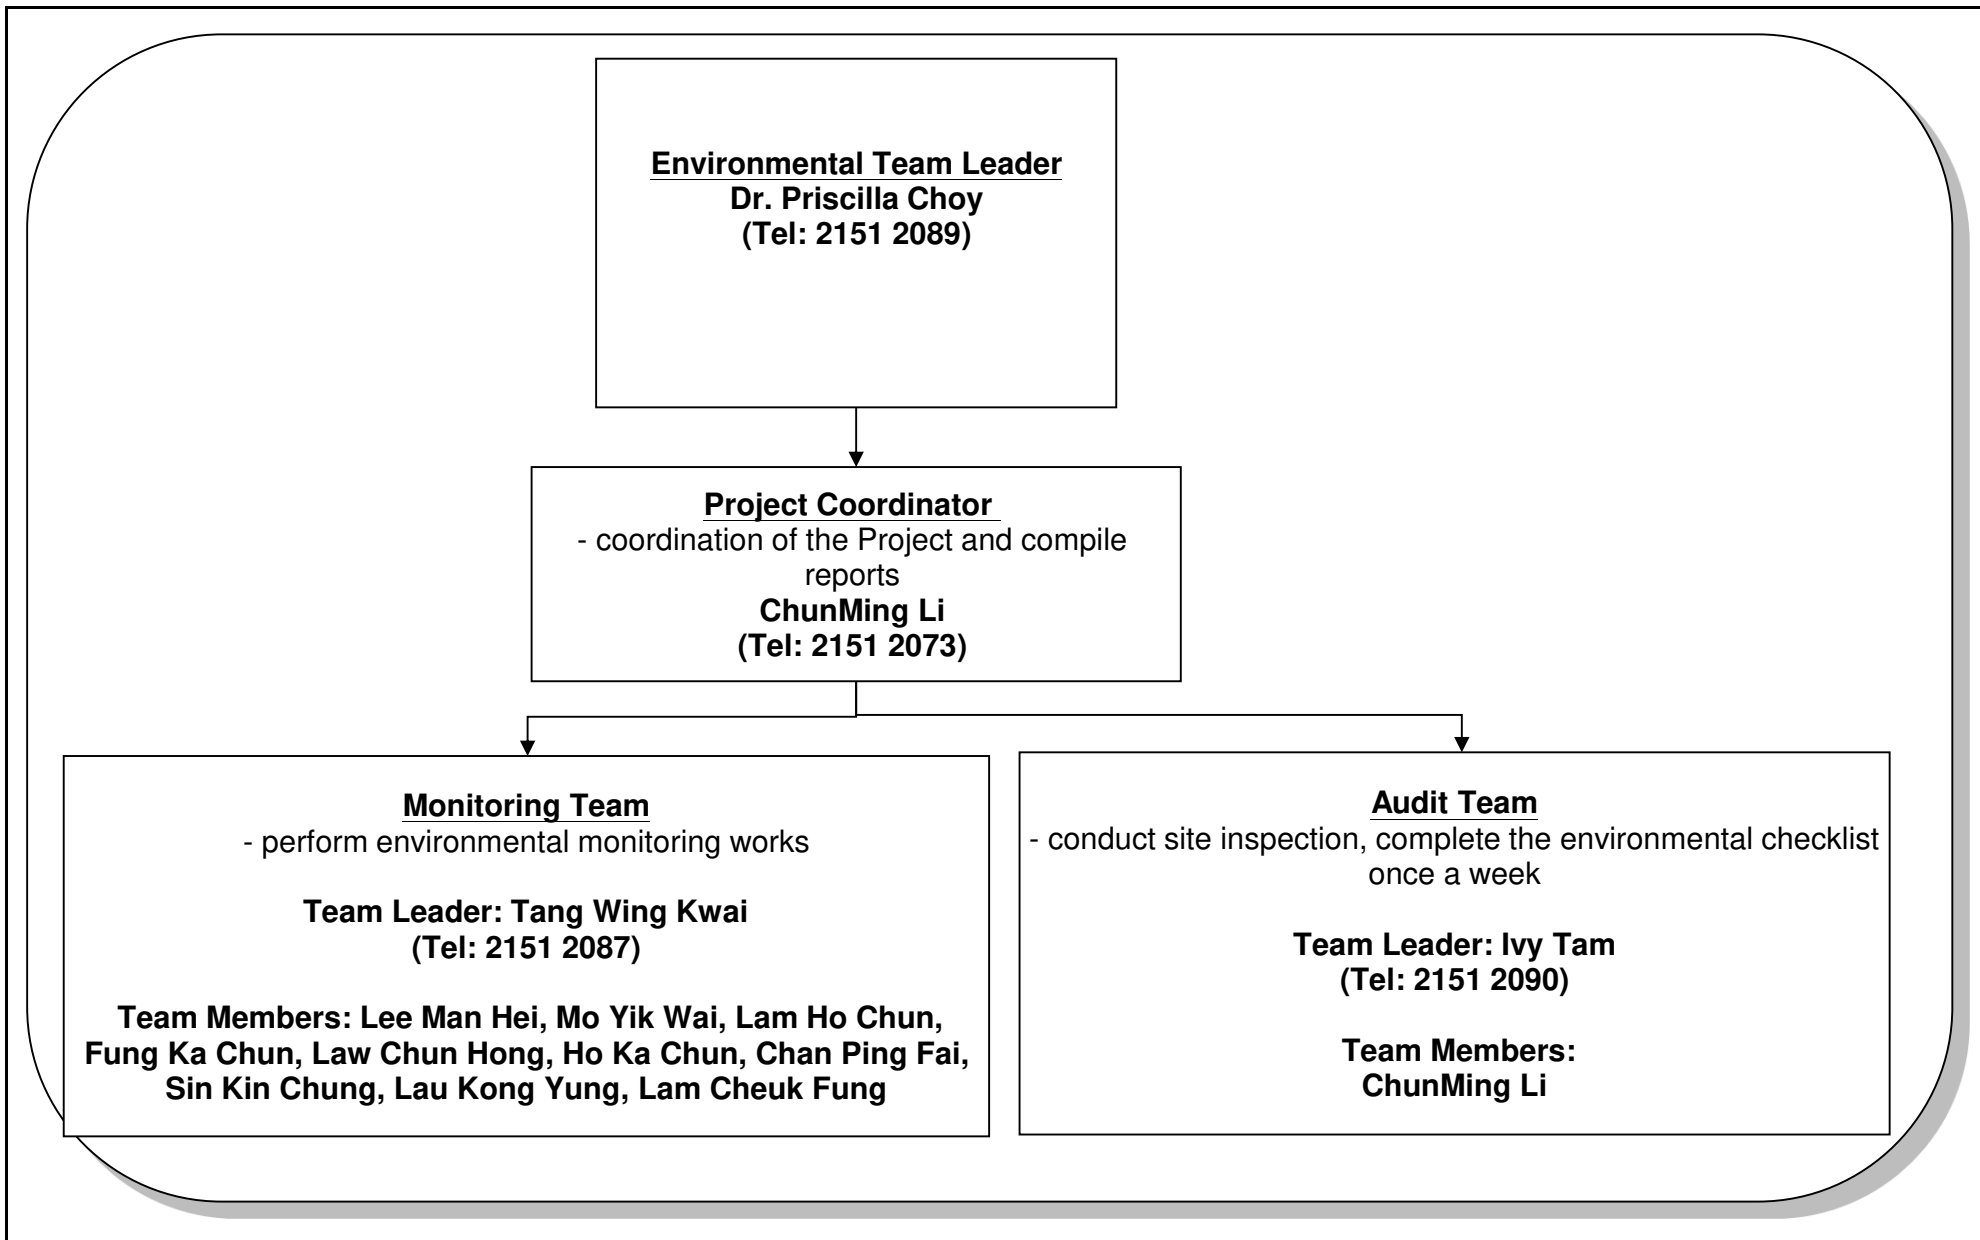 Environmental Team Leader
Dr. Priscilla Choy
(Tel: 2151 2089)
Project Coordinator
- coordination of the Project and compile
reports
ChunMing Li
(Tel: 2151 2073)
Monitoring Team
- perform environmental monitoring works
Team Leader: Tang Wing Kwai
(Tel: 2151 2087)
Team Members: Lee Man Hei, Mo Yik Wai, Lam Ho Chun,
Fung Ka Chun, Law Chun Hong, Ho Ka Chun, Chan Ping Fai,
Sin Kin Chung, Lau Kong Yung, Lam Cheuk Fung
Audit Team
- conduct site inspection, complete the environmental checklist
once a week
Team Leader: Ivy Tam
(Tel: 2151 2090)
Team Members:
ChunMing Li